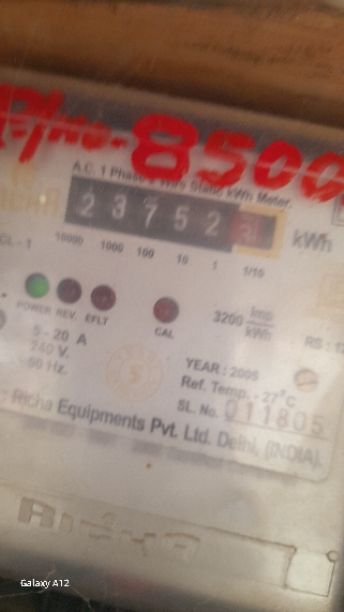 8500
A.C. 1 Phase 2 Wire Static kWh Meter.
2 3 7 5 2
kWh
CL - 1 10000 1000 100 10 1 1/10
POWER REV. EFLT CAL
3200 Imp/kWh
5 - 20 A
240 V.
50 Hz.
YEAR : 2005
Ref. Temp. - 27°C
SL. No. 011805
Richa Equipments Pvt. Ltd. Delhi, (INDIA).
Galaxy A12